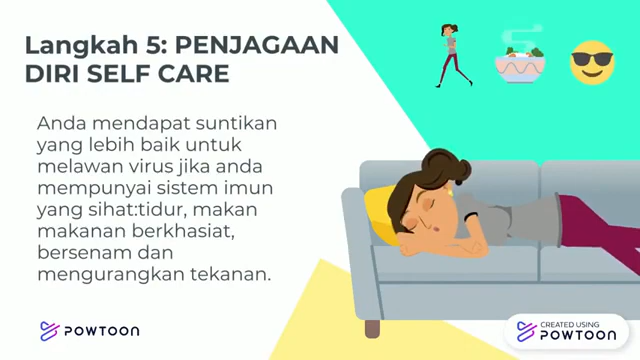 Langkah 5: PENJAGAAN
DIRI SELF CARE
Anda mendapat suntikan
yang lebih baik untuk
melawan virus jika anda
mempunyai sistem imun
yang sihat:tidur, makan
makanan berkhasiat,
bersenam dan
mengurangkan tekanan.
POWTOON
CREATED USING
POWTOON